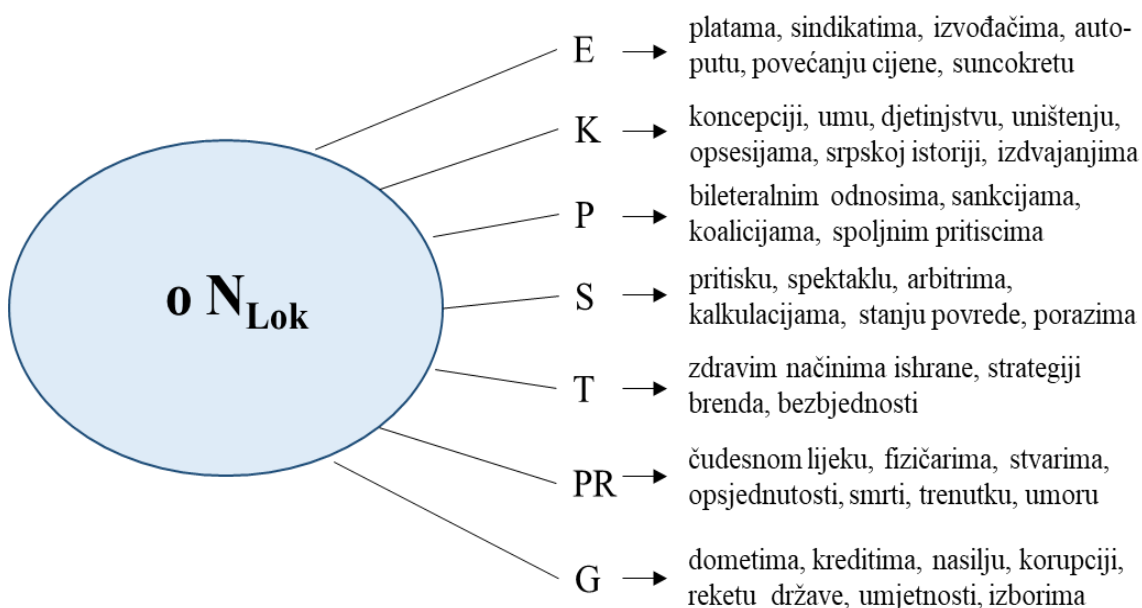 o N_Lok
E → platama, sindikatima, izvođačima, auto-
putu, povećanju cijene, suncokretu
K → koncepciji, umu, djetinjstvu, uništenju,
opsesijama, srpskoj istoriji, izdvajanjima
P → bileteralnim odnosima, sankcijama,
koalicijama, spoljnim pritiscima
S → pritisku, spektaklu, arbitrima,
kalkulacijama, stanju povrede, porazima
T → zdravim načinima ishrane, strategiji
brenda, bezbjednosti
PR → čudesnom lijeku, fizičarima, stvarima,
opsjednutosti, smrti, trenutku, umoru
G → dometima, kreditima, nasilju, korupciji,
reketu države, umjetnosti, izborima